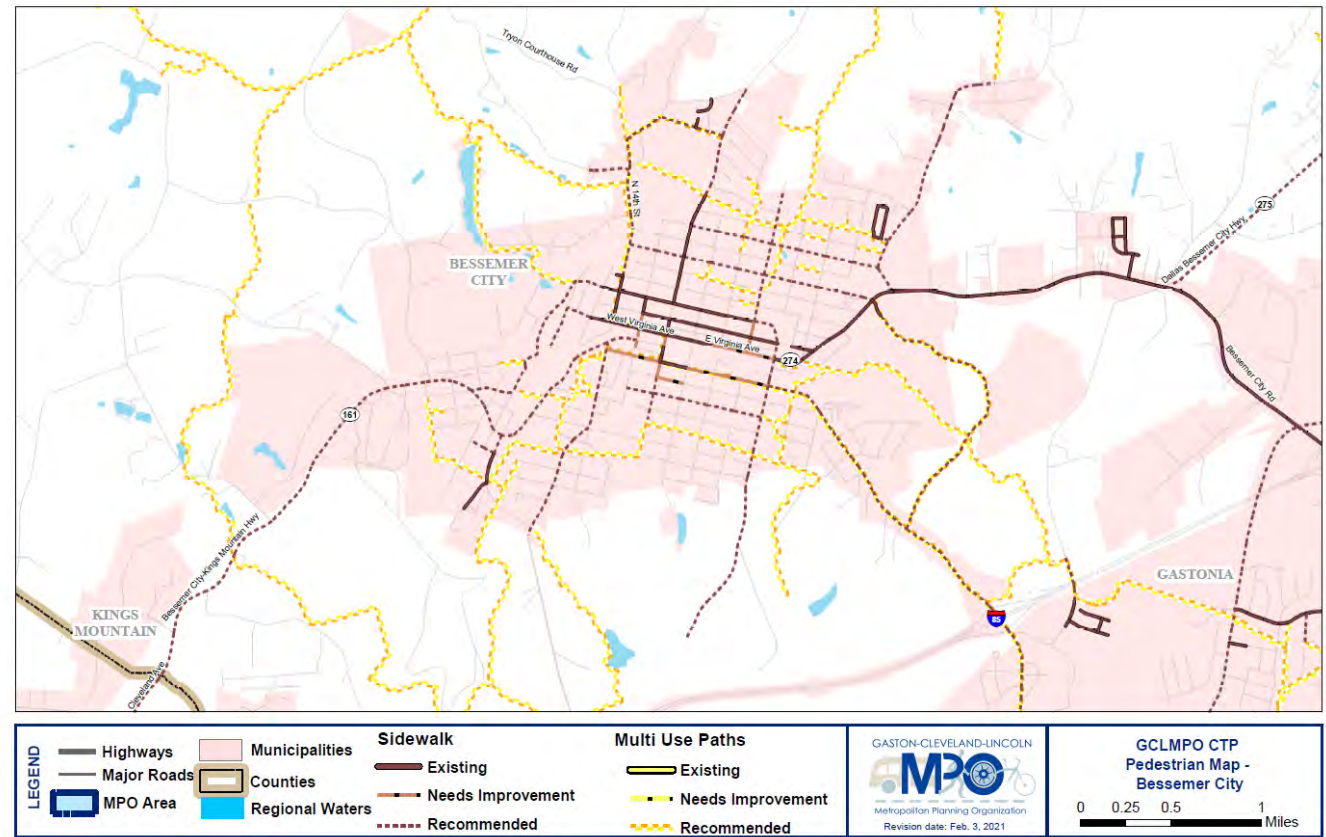 Tryon Courthouse Rd
N 14th St
275
Dallas Bessemer City Hwy
BESSEMER
CITY
West Virginia Ave
E Virginia Ave
274
Bessemer City Rd
161
Bessemer City-Kings Mountain Hwy
GASTONIA
KINGS
MOUNTAIN
85
Cleveland Ave
LEGEND
Highways
Major Roads
MPO Area
Municipalities
Counties
Regional Waters
Sidewalk
Existing
Needs Improvement
Recommended
Multi Use Paths
Existing
Needs Improvement
Recommended
GASTON-CLEVELAND-LINCOLN
MPO
Metropolitan Planning Organization
Revision date: Feb. 3, 2021
GCLMPO CTP
Pedestrian Map -
Bessemer City
0 0.25 0.5 1
Miles